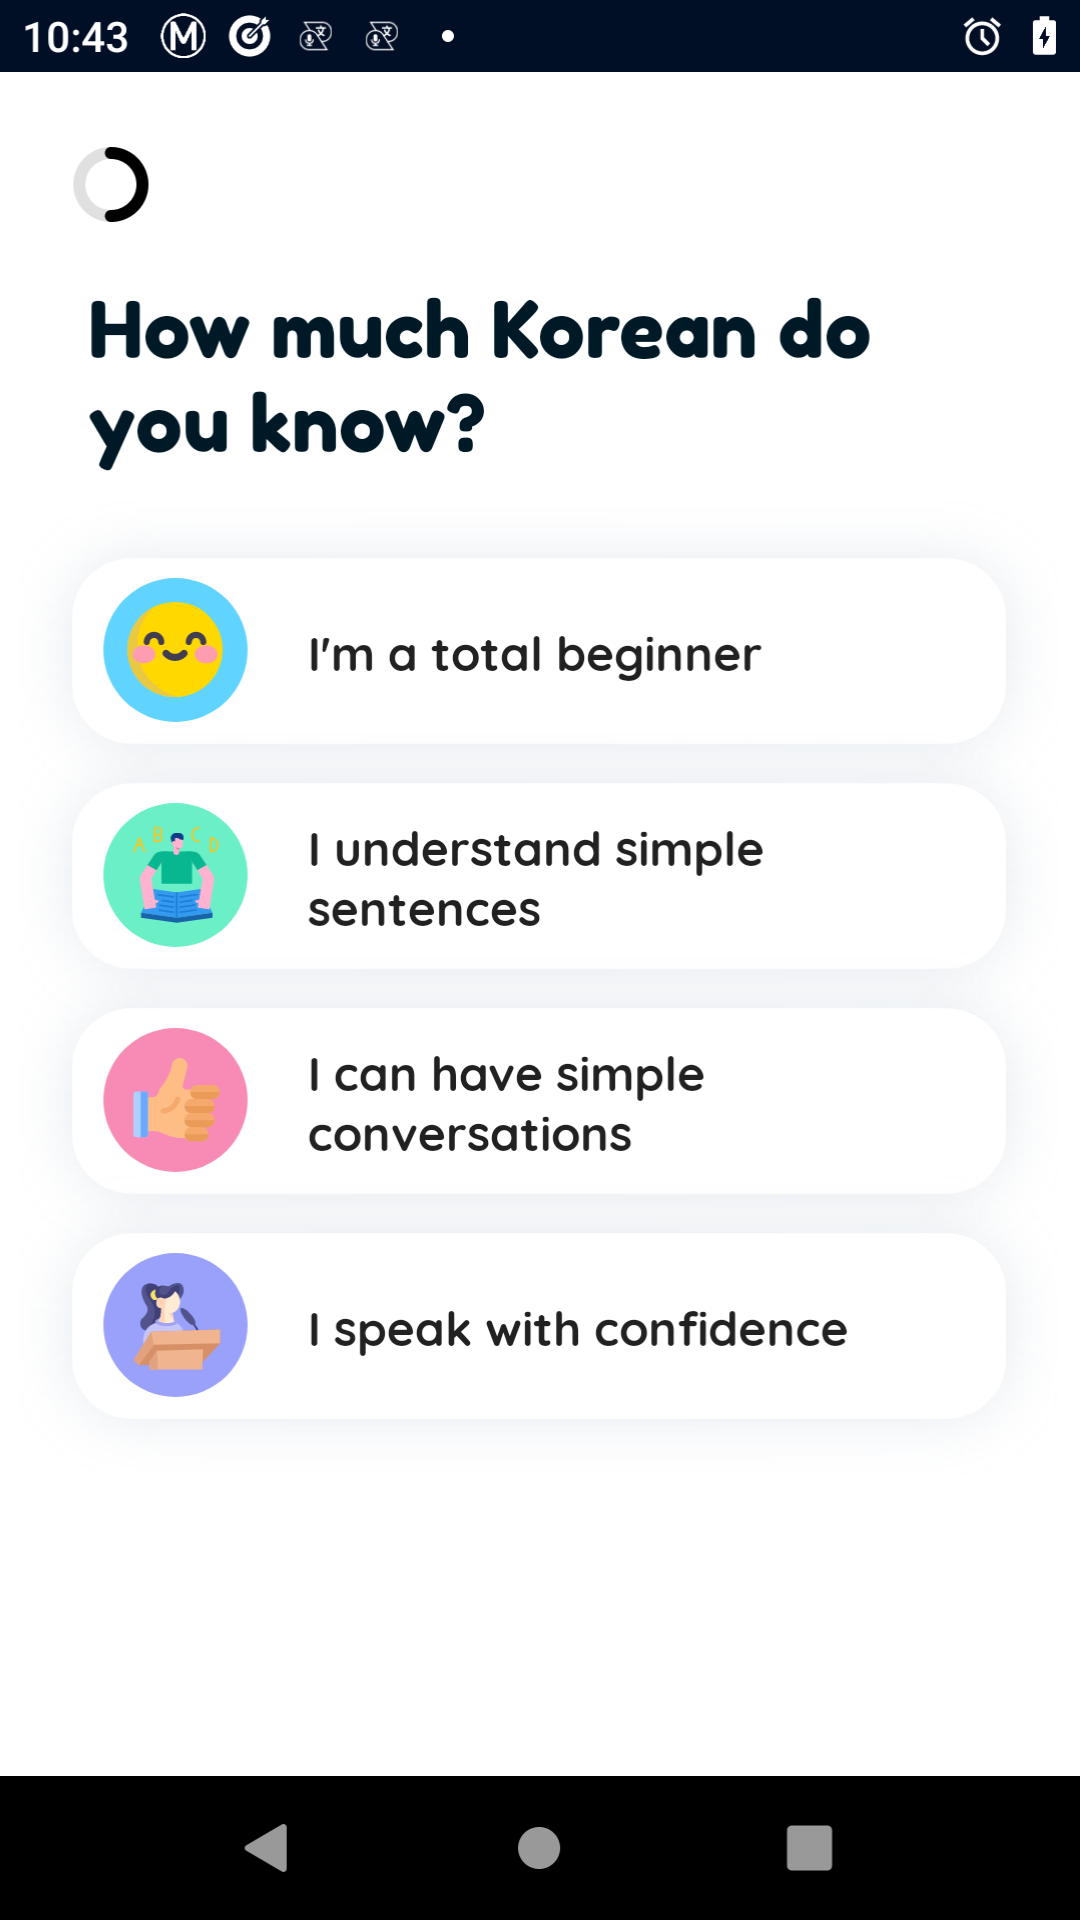 10:43
How much Korean do
you know?
I'm a total beginner
A B C D
I understand simple
sentences
I can have simple
conversations
I speak with confidence